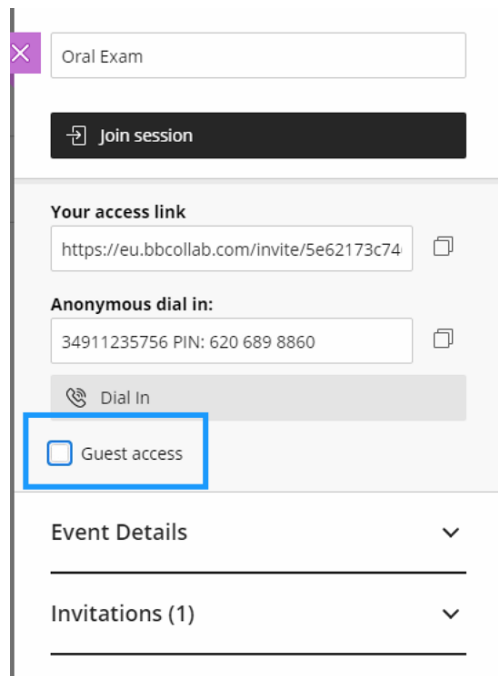 Oral Exam
Join session
Your access link
https://eu.bbcollab.com/invite/5e62173c74
Anonymous dial in:
34911235756 PIN: 620 689 8860
Dial In
Guest access
Event Details
Invitations (1)